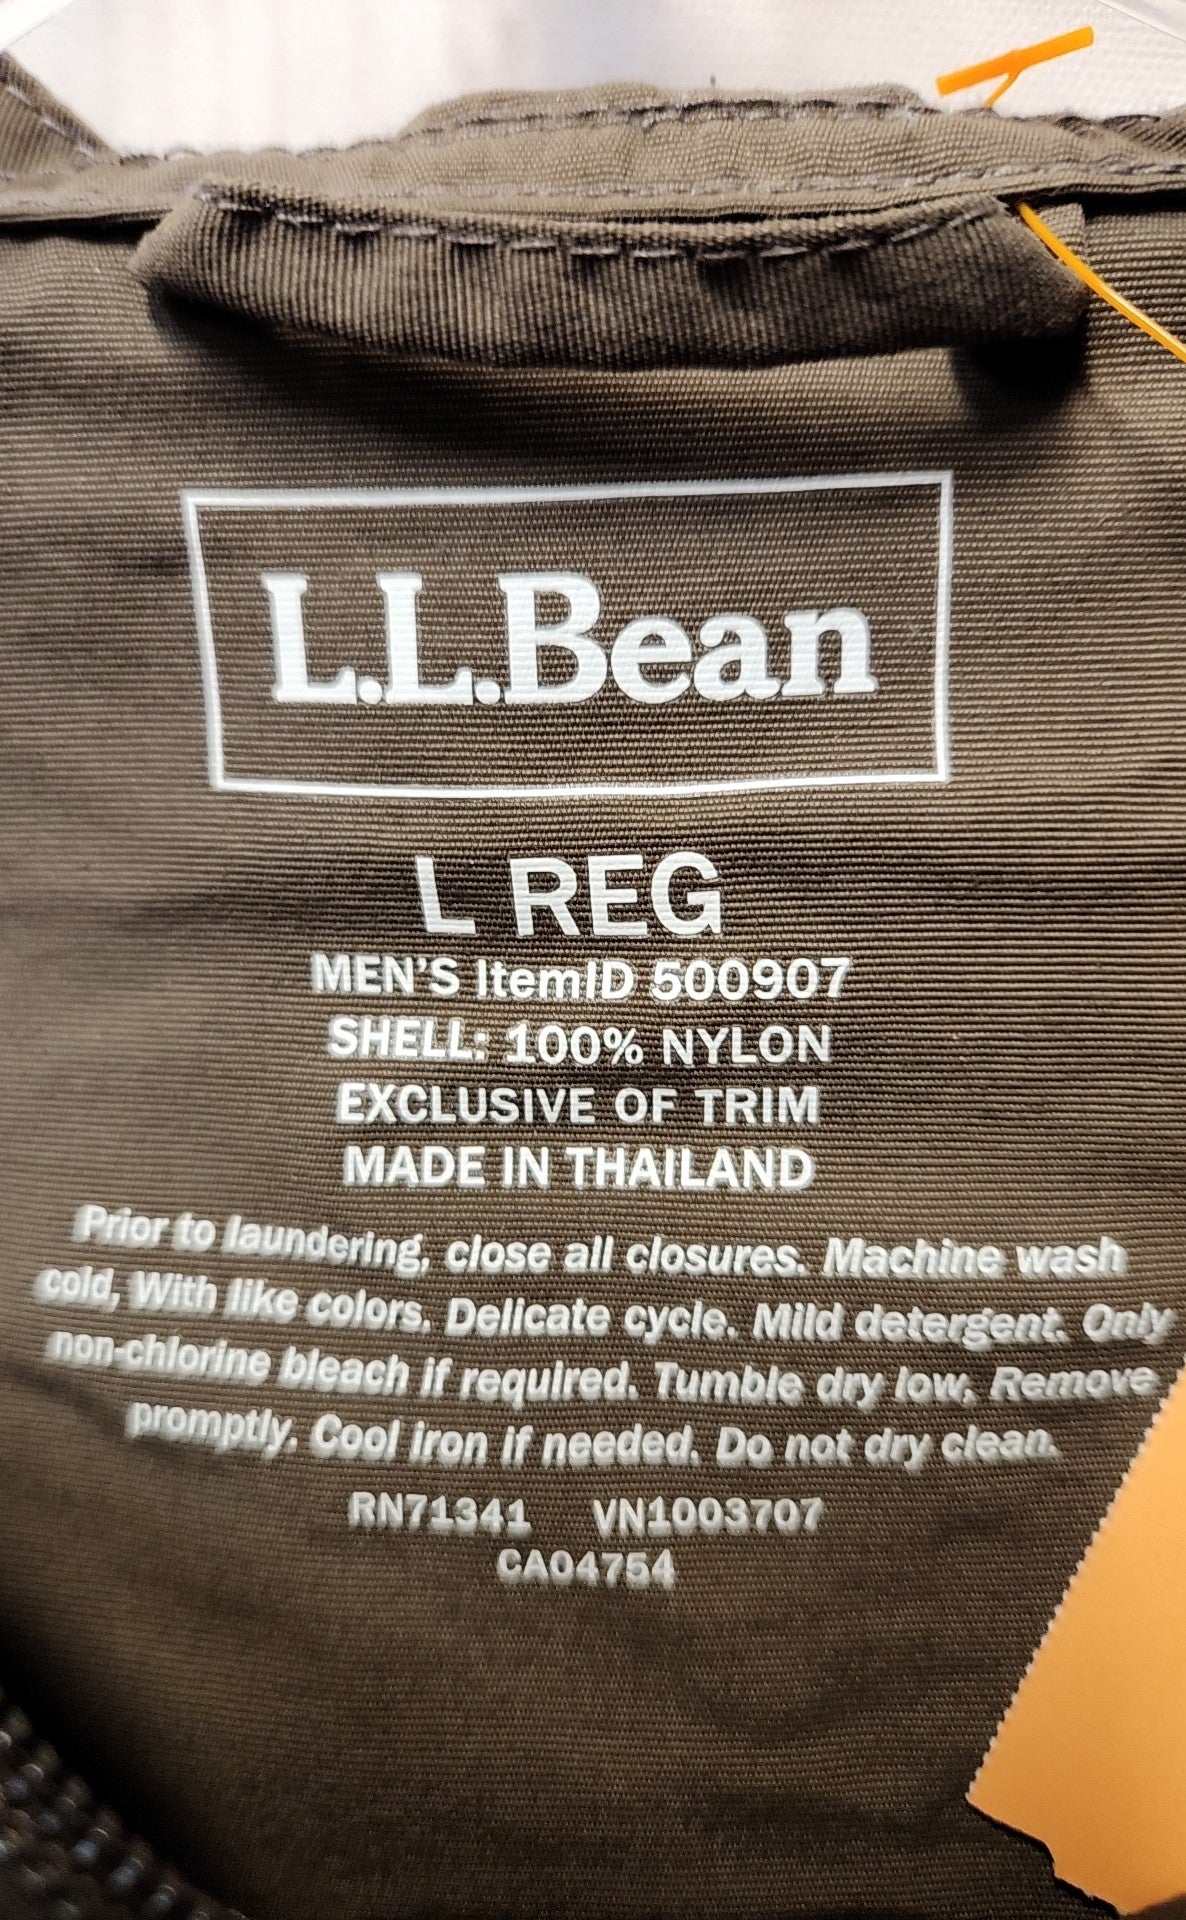 L.L.Bean
L REG
MEN'S ItemID 500907
SHELL: 100% NYLON
EXCLUSIVE OF TRIM
MADE IN THAILAND
Prior to laundering, close all closures. Machine wash
cold, With like colors. Delicate cycle. Mild detergent. Only
non-chlorine bleach if required. Tumble dry low, Remove
promptly. Cool iron if needed. Do not dry clean.
RN71341 VN1003707
CA04754